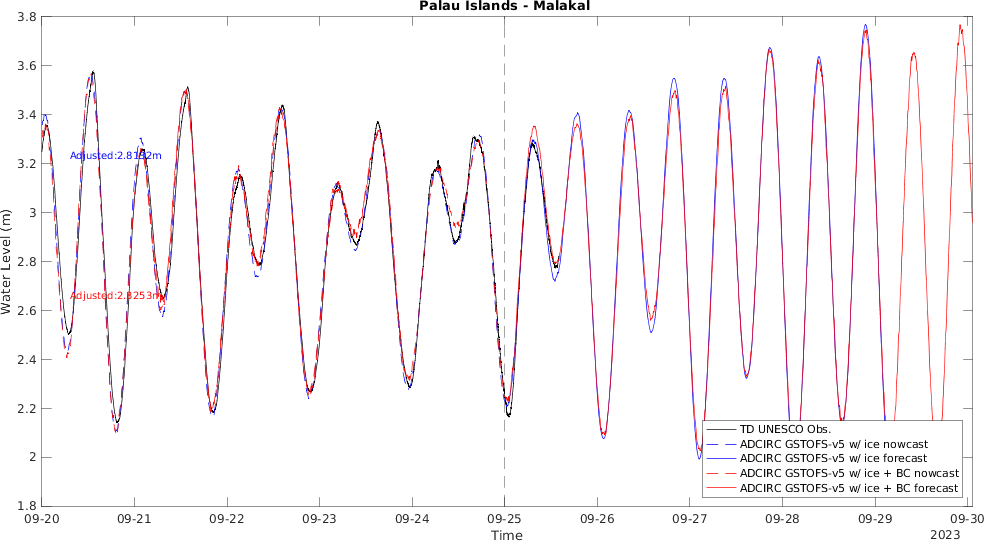 Palau Islands - Malakal
3.8
3.6
3.4
3.2
3
2.8
2.6
2.4
2.2
2
1.8
Water Level (m)
Adjusted:2.8192m
Adjusted:2.8253m
TD UNESCO Obs.
ADCIRC GSTOFS-v5 w/ ice nowcast
ADCIRC GSTOFS-v5 w/ ice forecast
ADCIRC GSTOFS-v5 w/ ice + BC nowcast
ADCIRC GSTOFS-v5 w/ ice + BC forecast
09-20 09-21 09-22 09-23 09-24 09-25 09-26 09-27 09-28 09-29 09-30
Time 2023